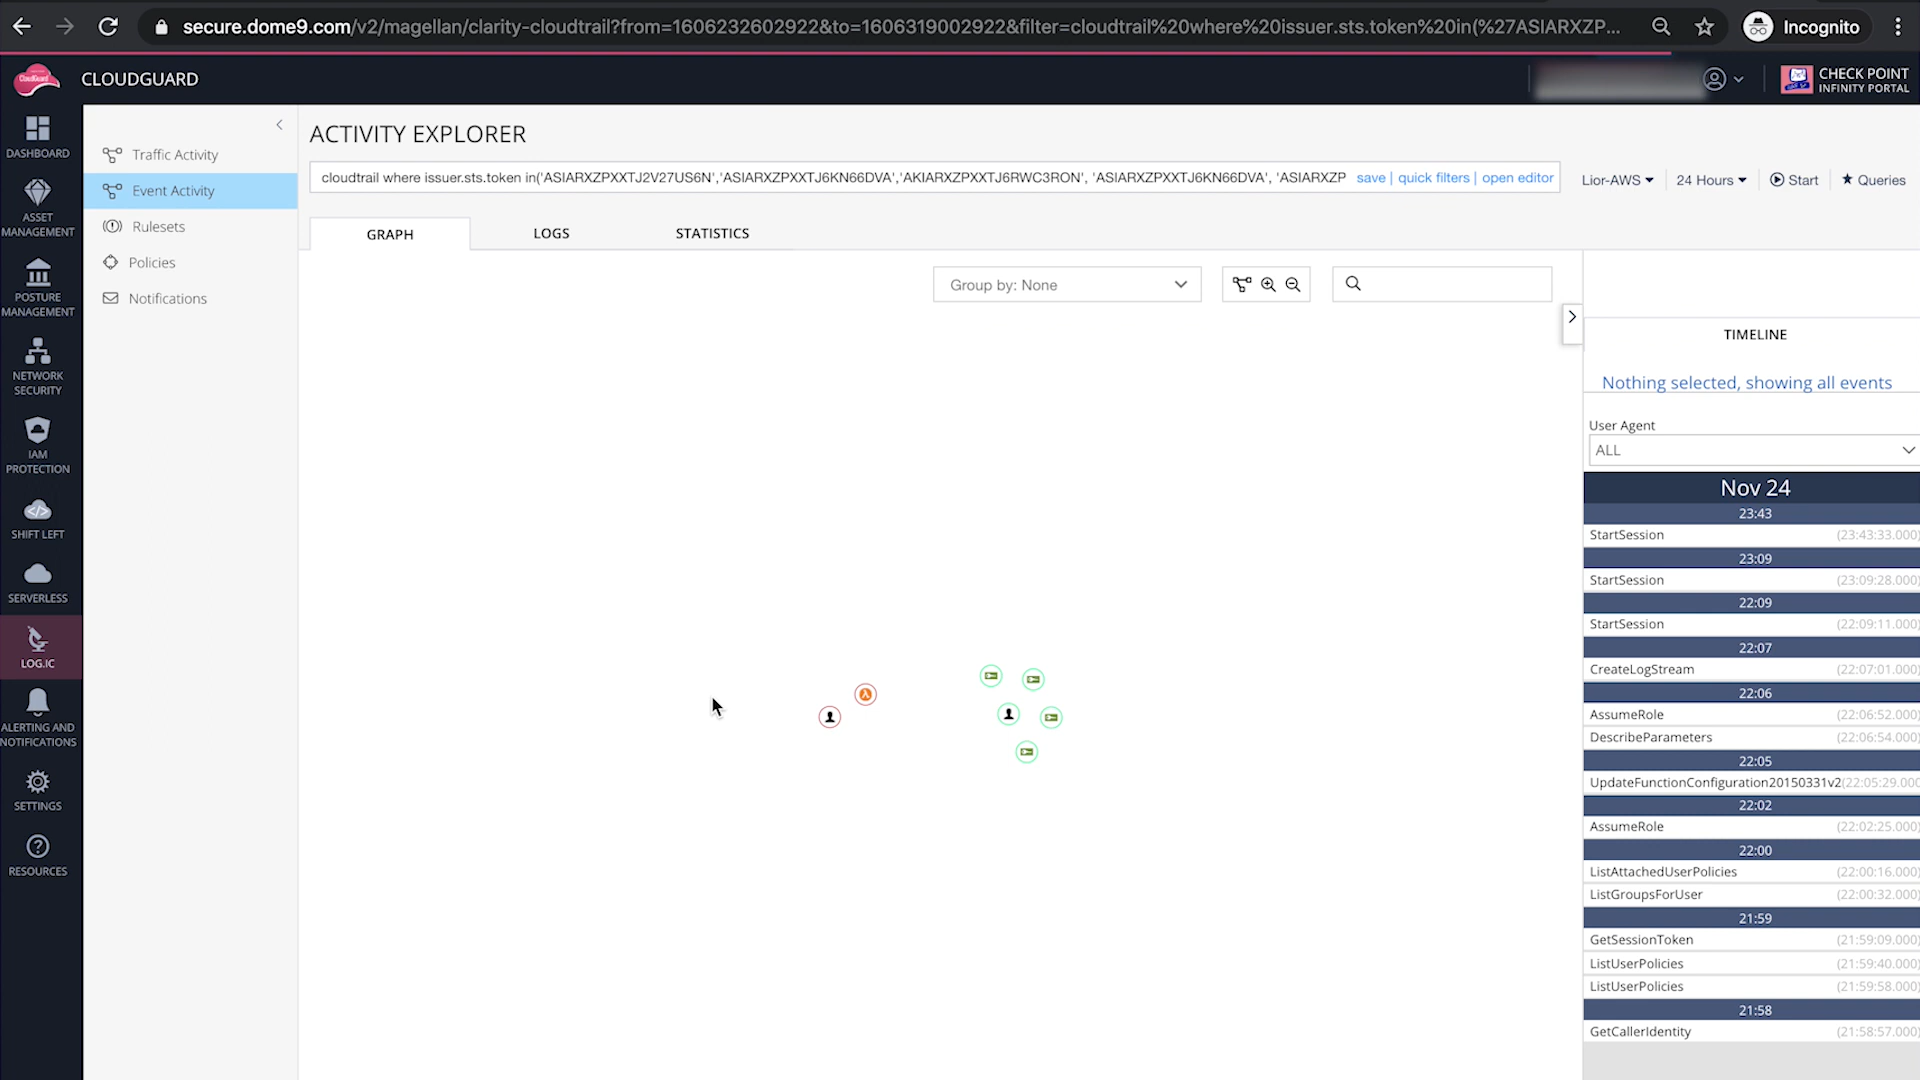 secure.dome9.com/v2/magellan/clarity-cloudtrail?from=1606232602922&to=1606319002922&filter=cloudtrail%20where%20issuer.sts.token%20in(%27ASIARXZP...
Incognito
CloudGuard
CLOUDGUARD
CHECK POINT
INFINITY PORTAL
DASHBOARD
ASSET
MANAGEMENT
POSTURE
MANAGEMENT
NETWORK
SECURITY
IAM
PROTECTION
SHIFT LEFT
SERVERLESS
LOG.IC
ALERTING AND
NOTIFICATIONS
SETTINGS
RESOURCES
Traffic Activity
Event Activity
Rulesets
Policies
Notifications
ACTIVITY EXPLORER
cloudtrail where issuer.sts.token in('ASIARXZPXXTJ2V27US6N','ASIARXZPXXTJ6KN66DVA','AKIARXZPXXTJ6RWC3RON', 'ASIARXZPXXTJ6KN66DVA', 'ASIARXZP
save | quick filters | open editor
Lior-AWS
24 Hours
Start
Queries
GRAPH
LOGS
STATISTICS
Group by: None
TIMELINE
Nothing selected, showing all events
User Agent
ALL
Nov 24
23:43
StartSession (23:43:33.000)
23:09
StartSession (23:09:28.000)
22:09
StartSession (22:09:11.000)
22:07
CreateLogStream (22:07:01.000)
22:06
AssumeRole (22:06:52.000)
DescribeParameters (22:06:54.000)
22:05
UpdateFunctionConfiguration20150331v2 (22:05:29.000
22:02
AssumeRole (22:02:25.000)
22:00
ListAttachedUserPolicies (22:00:16.000)
ListGroupsForUser (22:00:32.000)
21:59
GetSessionToken (21:59:09.000)
ListUserPolicies (21:59:40.000)
ListUserPolicies (21:59:58.000)
21:58
GetCallerIdentity (21:58:57.000)